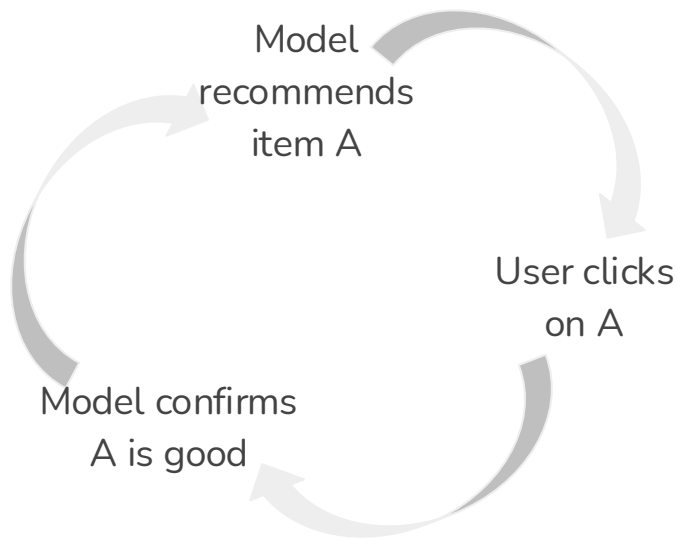 Model
recommends
item A
User clicks
on A
Model confirms
A is good